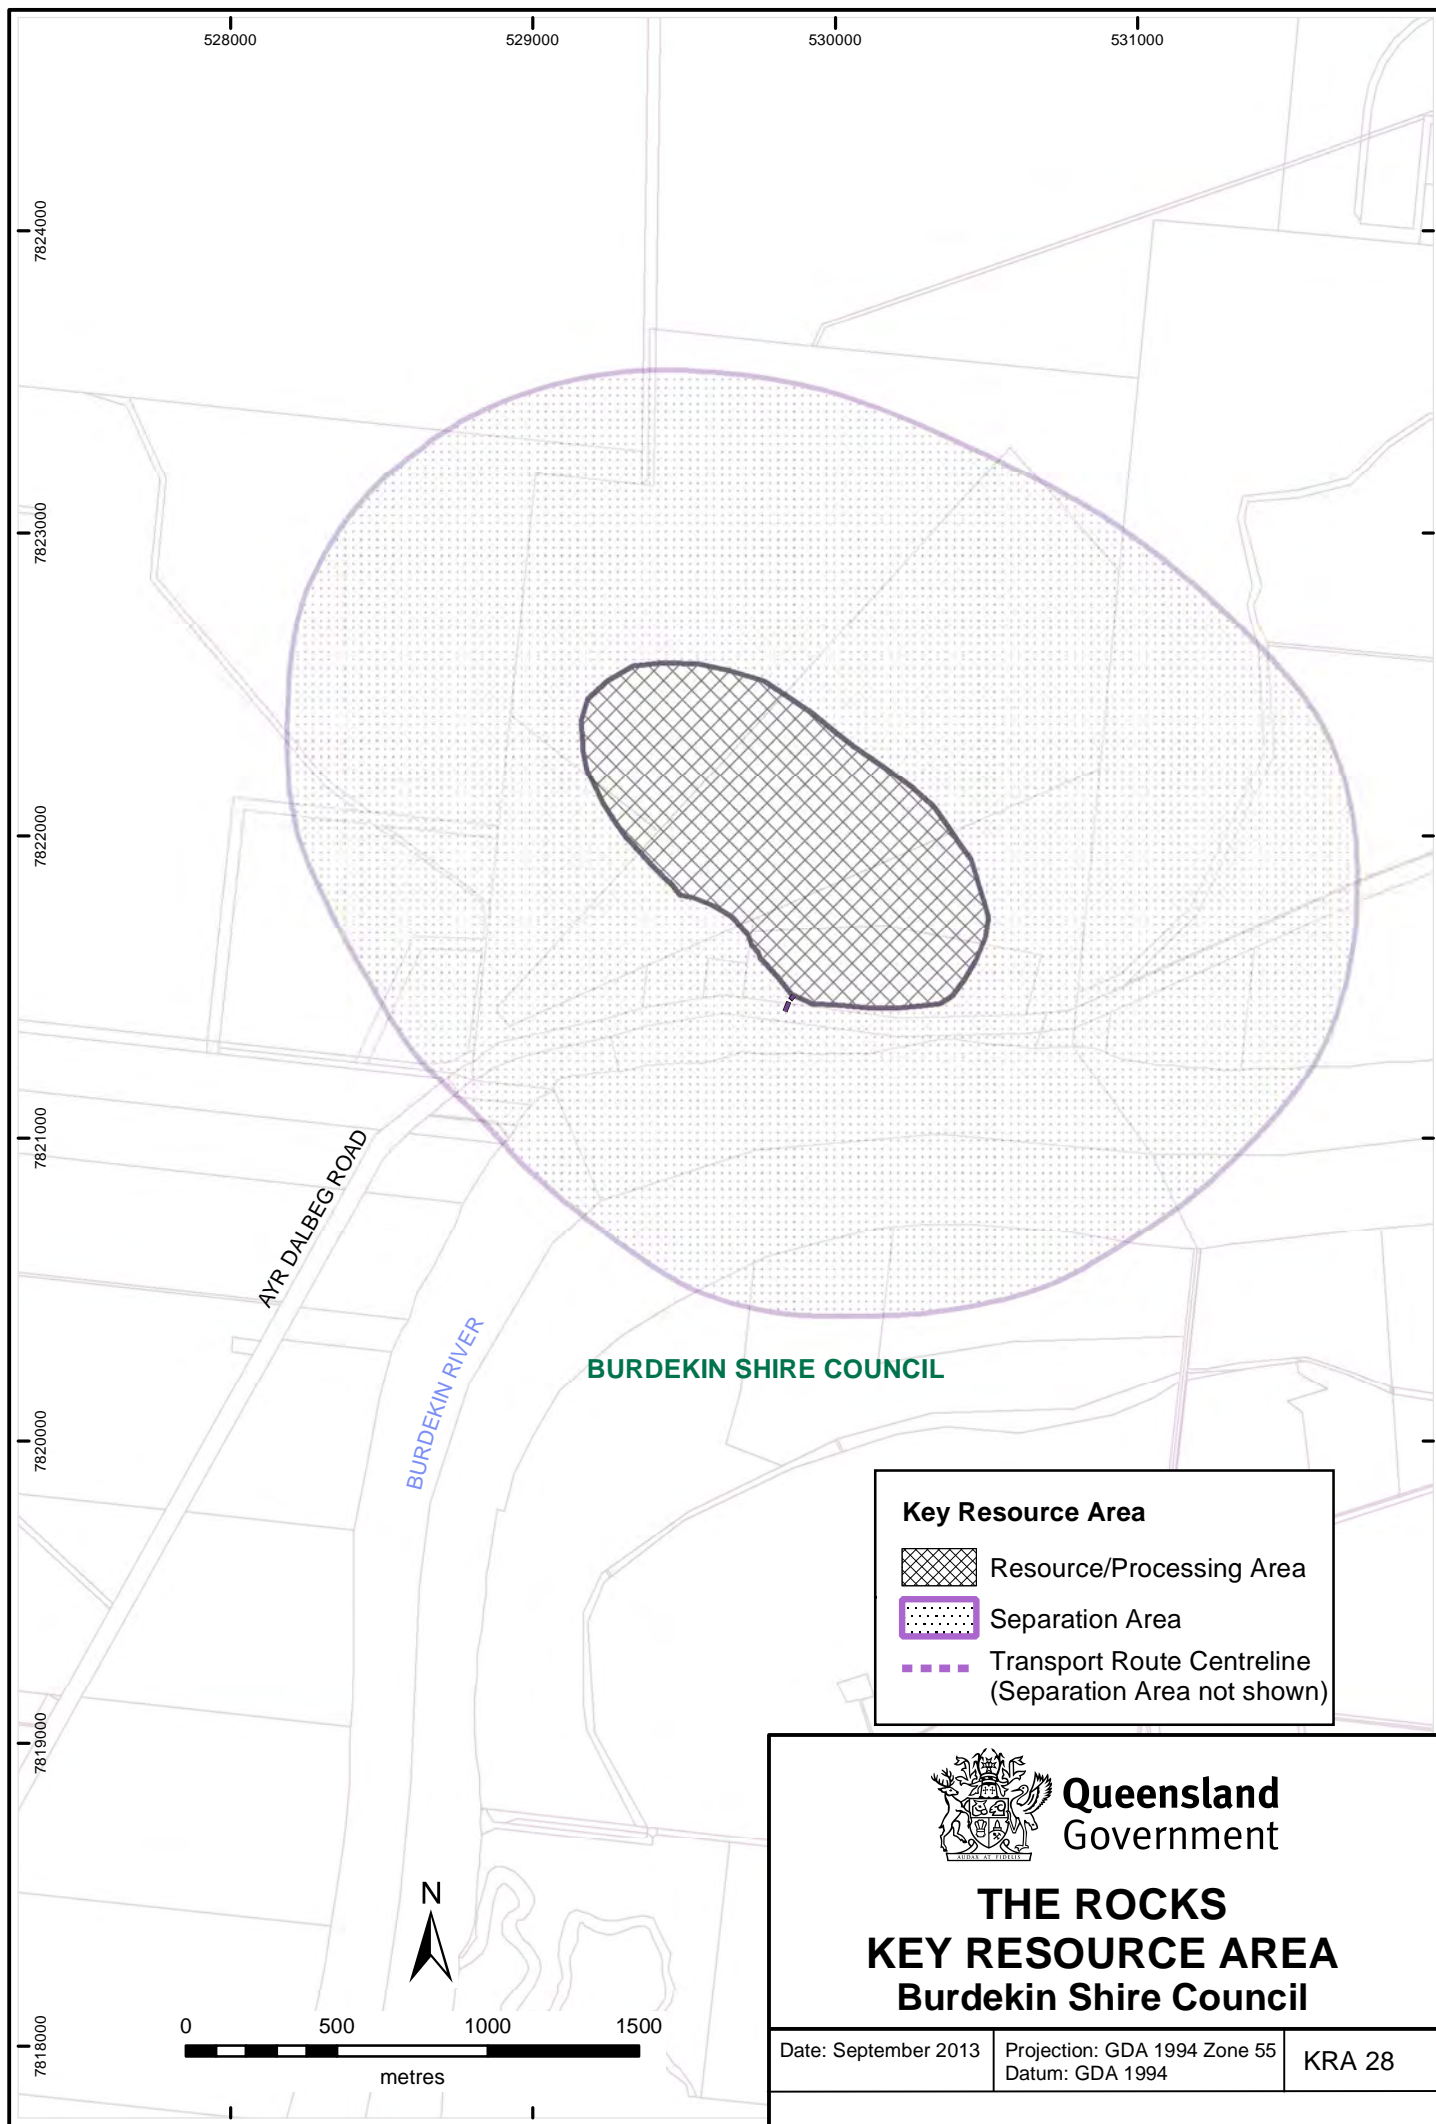 528000
529000
530000
531000
7824000
7823000
7822000
7821000
7820000
7819000
7818000
AYR DALBEG ROAD
BURDEKIN RIVER
BURDEKIN SHIRE COUNCIL
Key Resource Area
Resource/Processing Area
Separation Area
Transport Route Centreline
(Separation Area not shown)
Queensland
Government
AUDAX AT FIDELIS
THE ROCKS
KEY RESOURCE AREA
Burdekin Shire Council
Date: September 2013
Projection: GDA 1994 Zone 55
Datum: GDA 1994
KRA 28
N
0 500 1000 1500
metres